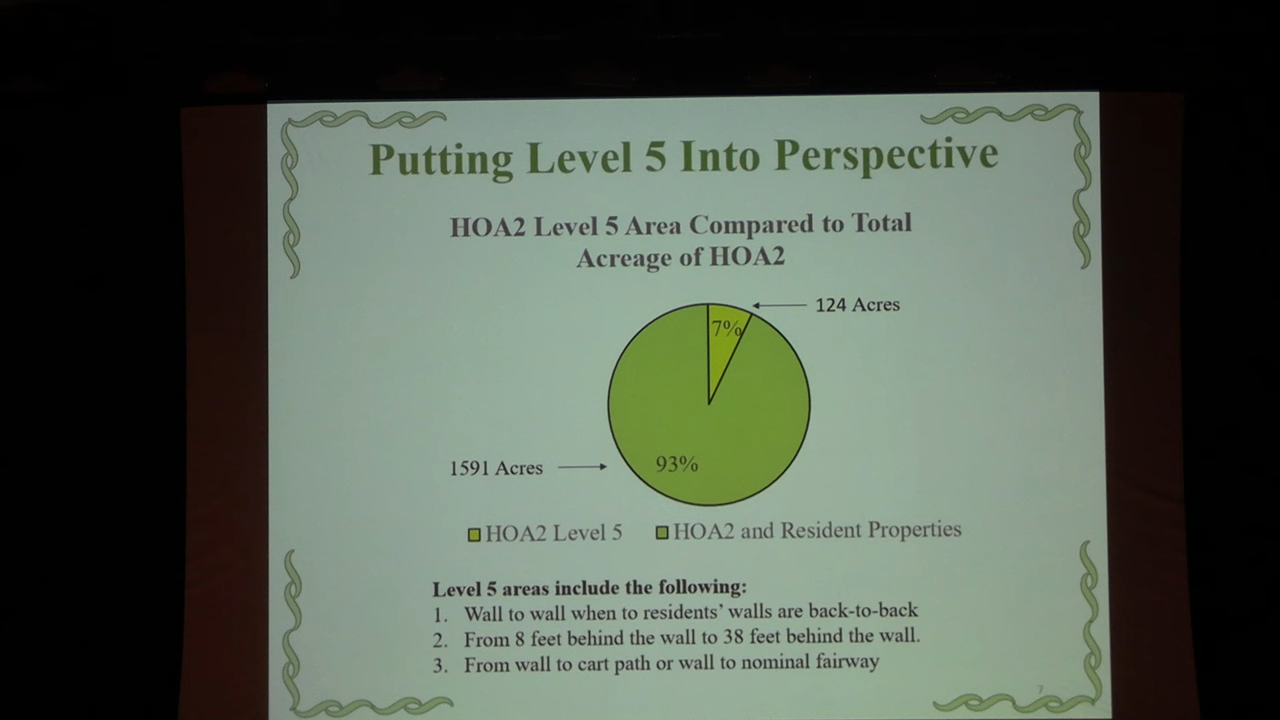 Putting Level 5 Into Perspective
HOA2 Level 5 Area Compared to Total
Acreage of HOA2
124 Acres
7%
1591 Acres
93%
HOA2 Level 5
HOA2 and Resident Properties
Level 5 areas include the following:
1. Wall to wall when to residents' walls are back-to-back
2. From 8 feet behind the wall to 38 feet behind the wall.
3. From wall to cart path or wall to nominal fairway
7